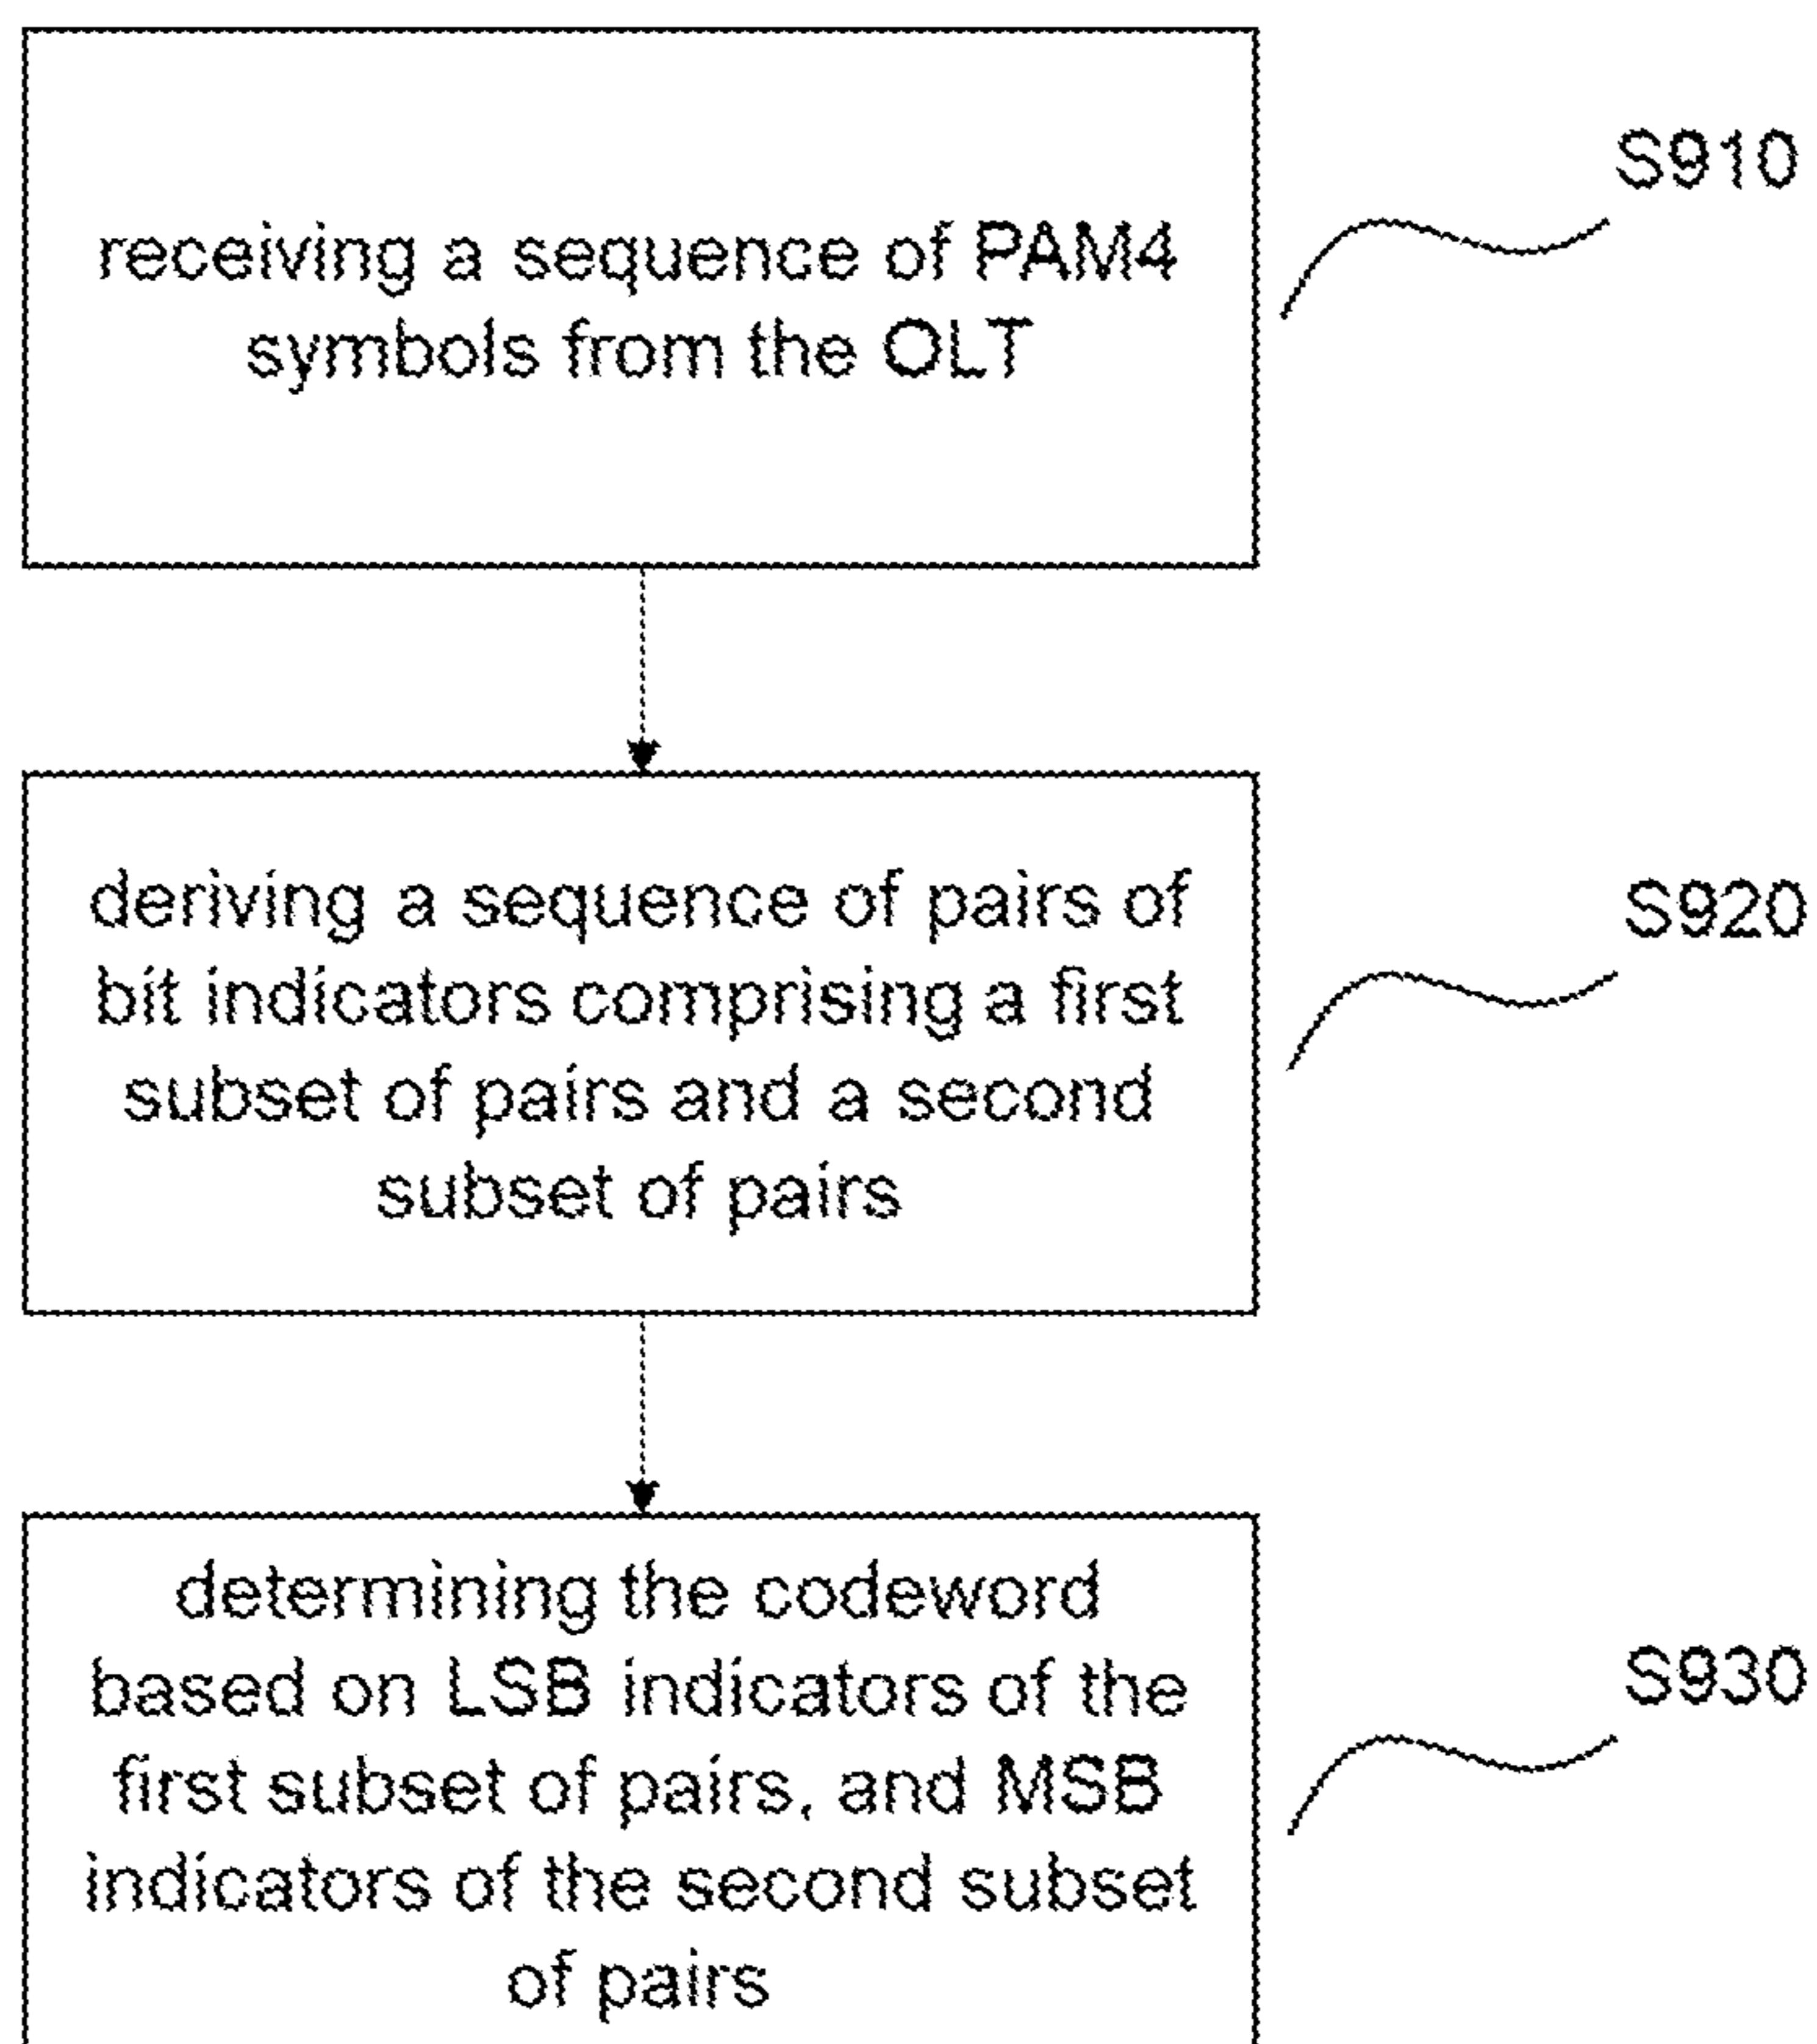 S910
receiving a sequence of PAM4
symbols from the OLT
S920
deriving a sequence of pairs of
bit indicators comprising a first
subset of pairs and a second
subset of pairs
S930
determining the codeword
based on LSB indicators of the
first subset of pairs, and MSB
indicators of the second subset
of pairs